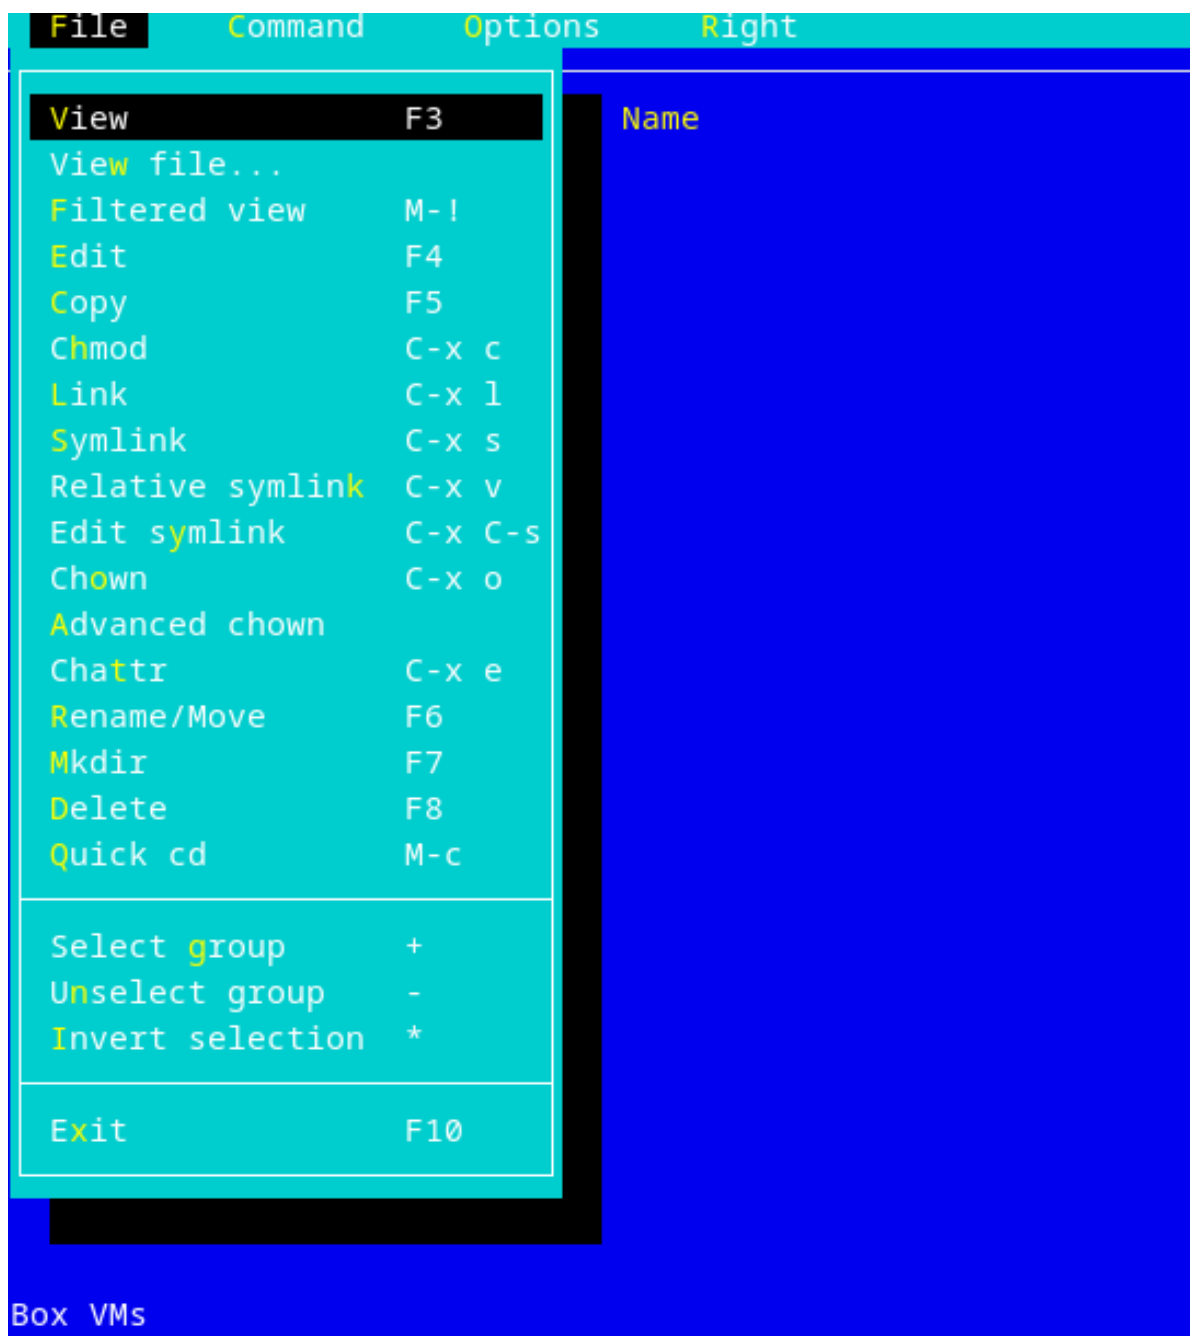 File Command Options Right
View F3 Name
View file...
Filtered view M-!
Edit F4
Copy F5
Chmod C-x c
Link C-x l
Symlink C-x s
Relative symlink C-x v
Edit symlink C-x C-s
Chown C-x o
Advanced chown
Chattr C-x e
Rename/Move F6
Mkdir F7
Delete F8
Quick cd M-c
Select group +
Unselect group -
Invert selection *
Exit F10
Box VMs